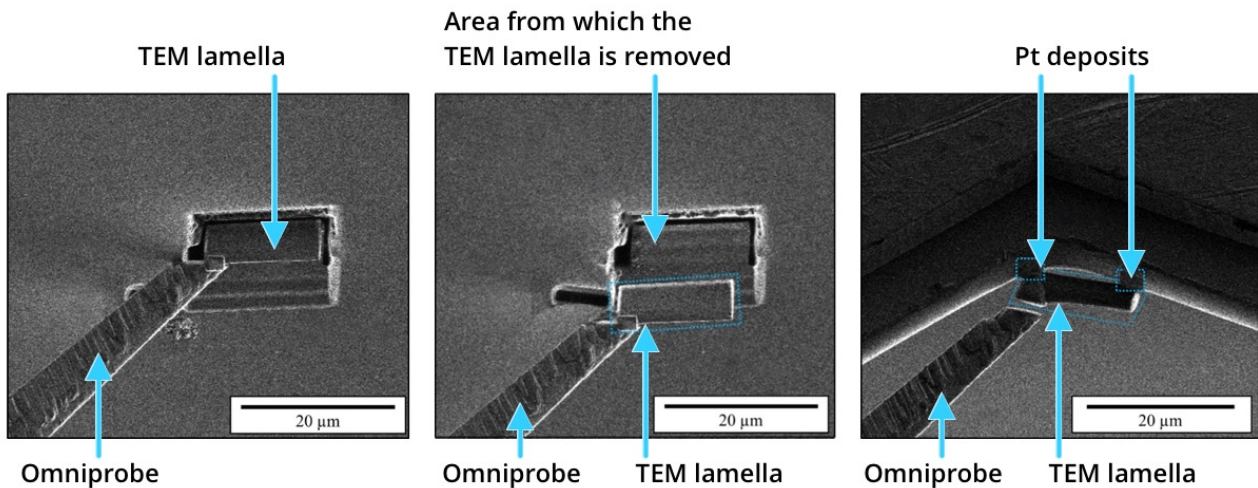 TEM lamella
Area from which the
TEM lamella is removed
Pt deposits
20 µm
20 µm
20 µm
Omniprobe
Omniprobe
TEM lamella
Omniprobe
TEM lamella